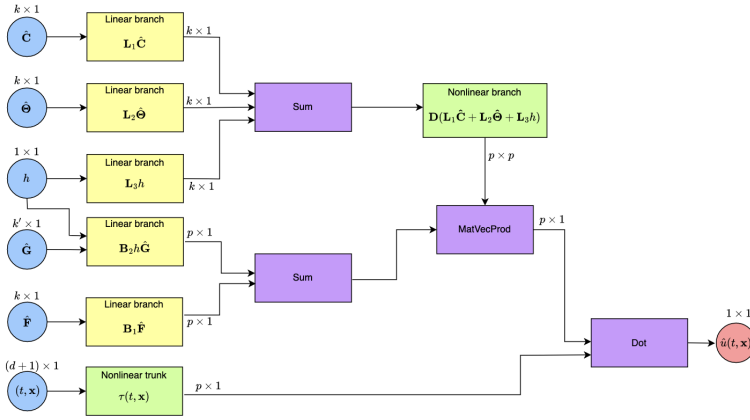 k × 1
Ĉ
Linear branch
L₁Ĉ
k × 1
k × 1
Θ̂
Linear branch
L₂Θ̂
k × 1
Sum
Nonlinear branch
D(L₁Ĉ + L₂Θ̂ + L₃h)
1 × 1
h
Linear branch
L₃h
k × 1
p × p
k′ × 1
Ĝ
Linear branch
B₂hĜ
p × 1
Sum
MatVecProd
p × 1
k × 1
F̂
Linear branch
B₁F̂
p × 1
Dot
1 × 1
û(t, x)
(d + 1) × 1
(t, x)
Nonlinear trunk
τ(t, x)
p × 1